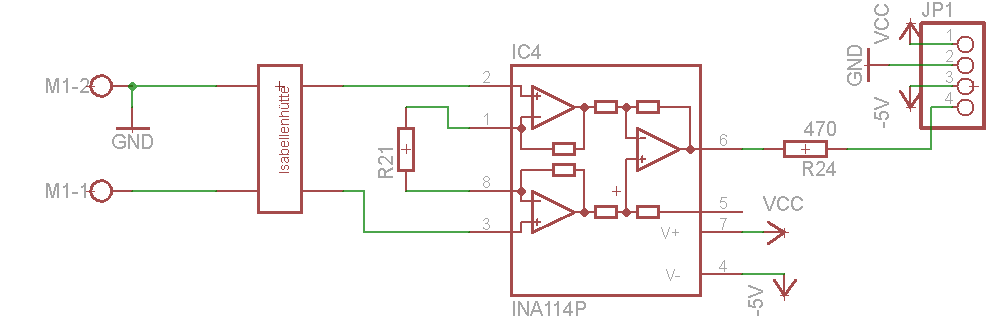 JP1
VCC
1
GND
2
3
-5V
4
IC4
M1-2
2
Isabellenhütte
GND
1
R21
470
6
R24
M1-1
8
5
VCC
3
V+
7
V-
4
-5V
INA114P